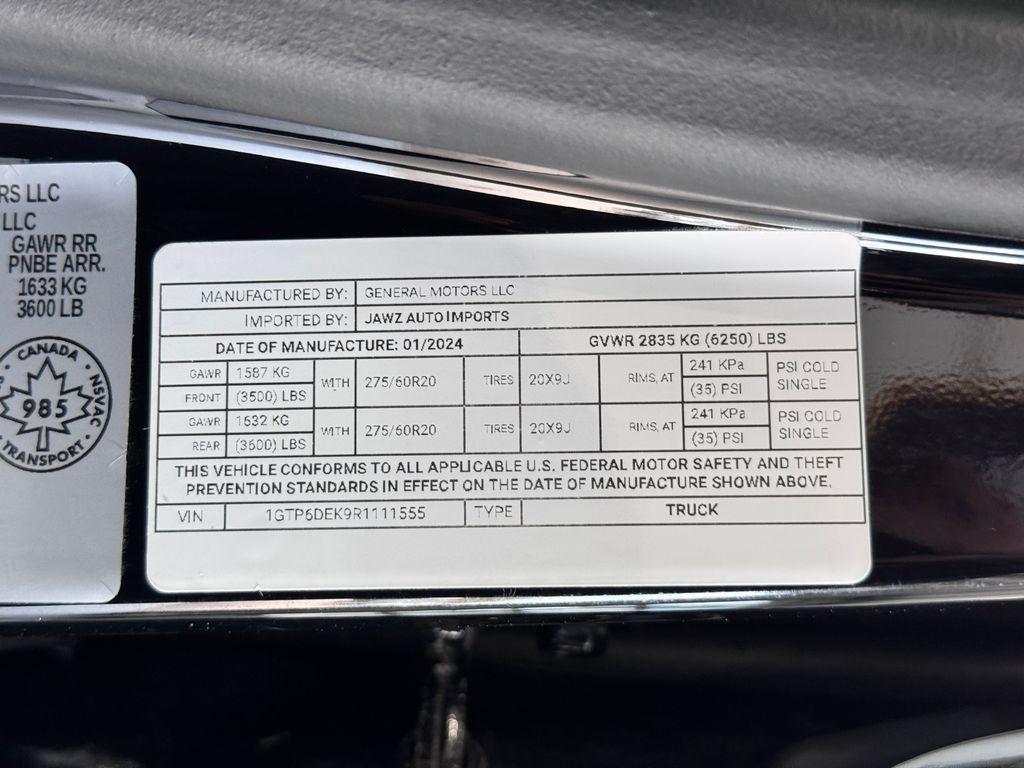 RS LLC
LLC
GAWR RR
PNBE ARR.
1633 KG
3600 LB
CANADA
985
NSVAC
TRANSPORT
MANUFACTURED BY: GENERAL MOTORS LLC
IMPORTED BY: JAWZ AUTO IMPORTS
DATE OF MANUFACTURE: 01/2024 GVWR 2835 KG (6250) LBS
GAWR 1587 KG WITH 275/60R20 TIRES 20X9J RIMS, AT 241 KPa PSI COLD
FRONT (3500) LBS (35) PSI SINGLE
GAWR 1632 KG WITH 275/60R20 TIRES 20X9J RIMS, AT 241 KPa PSI COLD
REAR (3600) LBS (35) PSI SINGLE
THIS VEHICLE CONFORMS TO ALL APPLICABLE U.S. FEDERAL MOTOR SAFETY AND THEFT
PREVENTION STANDARDS IN EFFECT ON THE DATE OF MANUFACTURE SHOWN ABOVE.
VIN 1GTP6DEK9R1111555 TYPE TRUCK